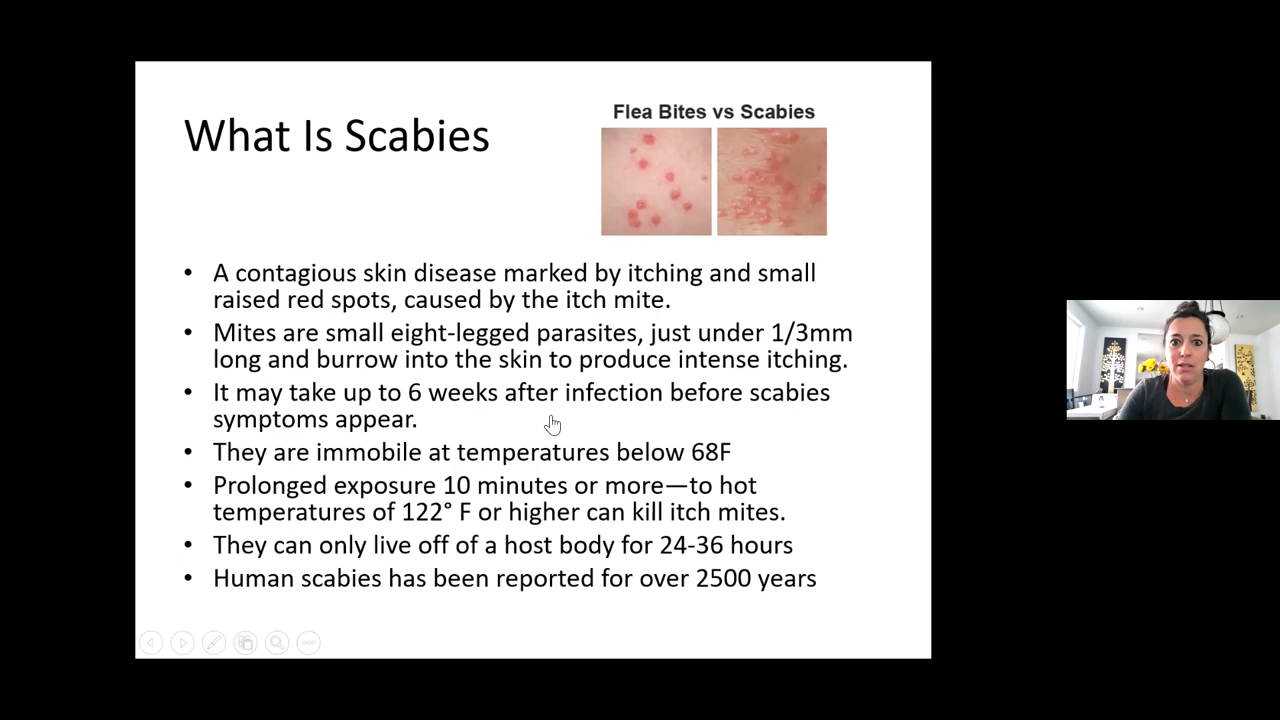 What Is Scabies
Flea Bites vs Scabies
• A contagious skin disease marked by itching and small
raised red spots, caused by the itch mite.
• Mites are small eight-legged parasites, just under 1/3mm
long and burrow into the skin to produce intense itching.
• It may take up to 6 weeks after infection before scabies
symptoms appear.
• They are immobile at temperatures below 68F
• Prolonged exposure 10 minutes or more—to hot
temperatures of 122° F or higher can kill itch mites.
• They can only live off of a host body for 24-36 hours
• Human scabies has been reported for over 2500 years